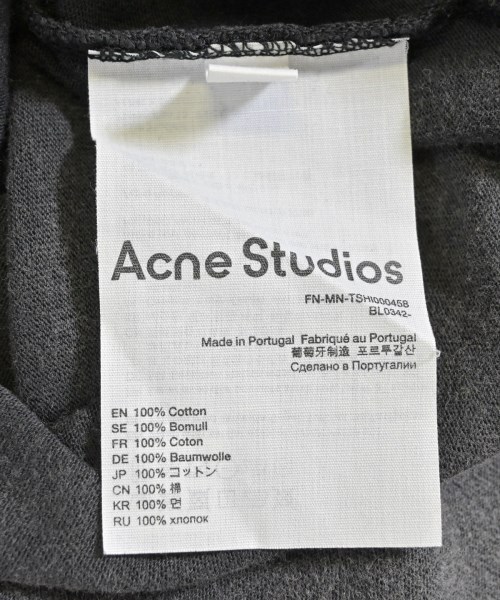 Acne Studios
FN-MN-TSHI000458
BL0342-
Made in Portugal Fabriqué au Portugal
葡萄牙制造 포르투갈산
Сделано в Португалии
EN 100% Cotton
SE 100% Bomull
FR 100% Coton
DE 100% Baumwolle
JP 100% コットン
CN 100% 棉
KR 100% 면
RU 100% хлопок